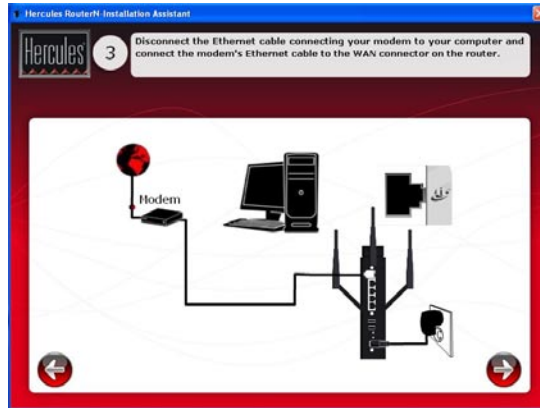 Hercules RouterN-Installation Assistant
Hercules
3
Disconnect the Ethernet cable connecting your modem to your computer and
connect the modem's Ethernet cable to the WAN connector on the router.
Modem